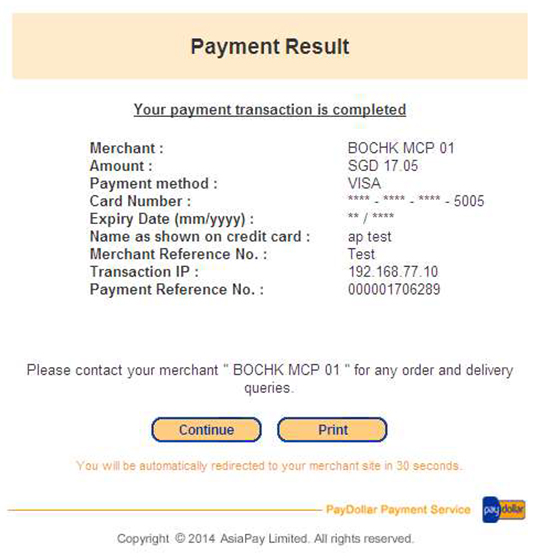 Payment Result
Your payment transaction is completed
Merchant : BOCHK MCP 01
Amount : SGD 17.05
Payment method : VISA
Card Number : **** - **** - **** - 5005
Expiry Date (mm/yyyy) : ** / ****
Name as shown on credit card : ap test
Merchant Reference No. : Test
Transaction IP : 192.168.77.10
Payment Reference No. : 000001706289
Please contact your merchant " BOCHK MCP 01 " for any order and delivery
queries.
Continue Print
You will be automatically redirected to your merchant site in 30 seconds.
PayDollar Payment Service pay dollar
Copyright © 2014 AsiaPay Limited. All rights reserved.